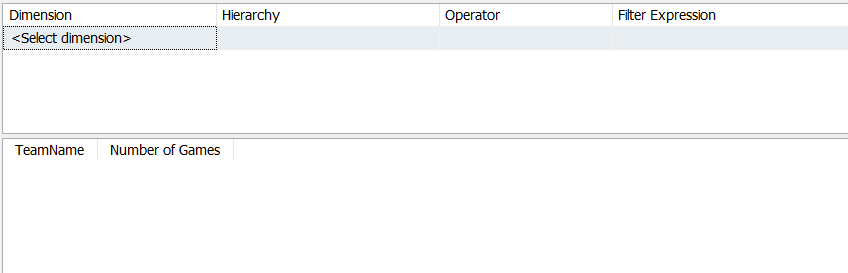 Dimension Hierarchy Operator Filter Expression
<Select dimension>
TeamName Number of Games